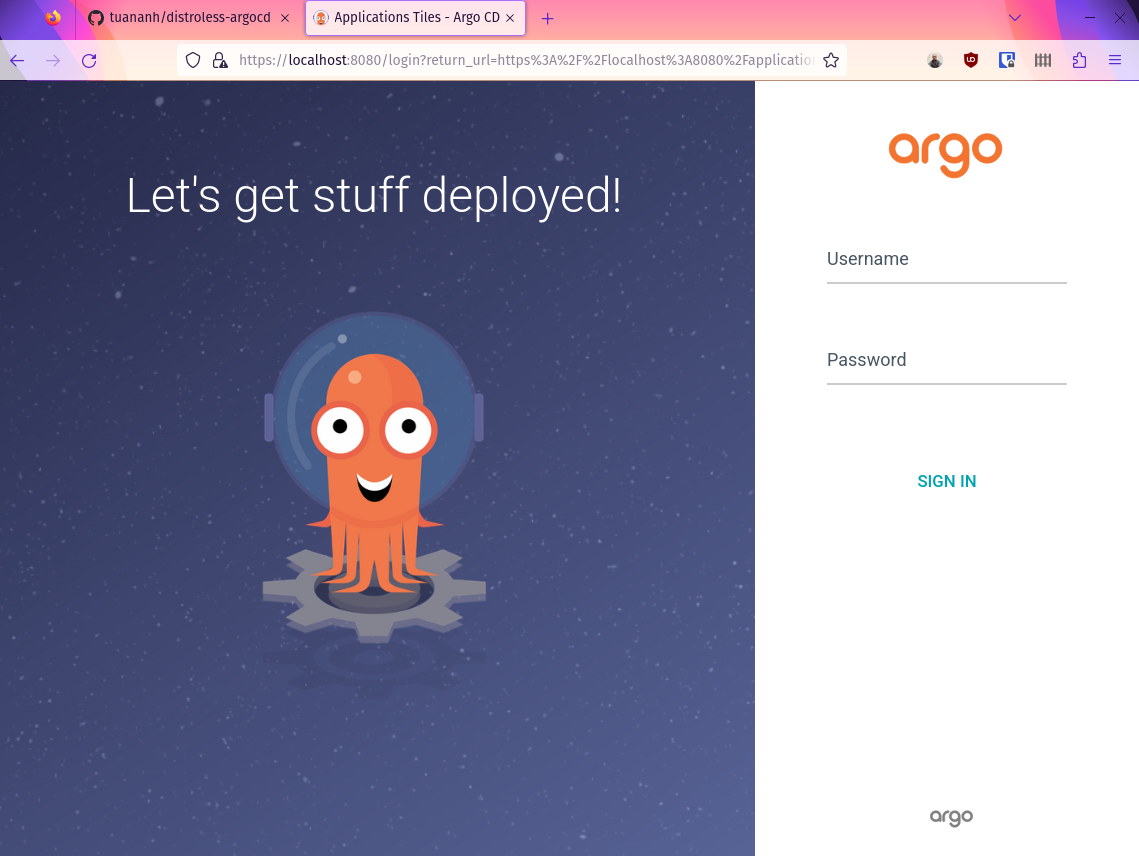 tuananh/distroless-argocd
Applications Tiles - Argo CD
https://localhost:8080/login?return_url=https%3A%2F%2Flocalhost%3A8080%2Fapplicatio
Let's get stuff deployed!
argo
Username
Password
SIGN IN
argo